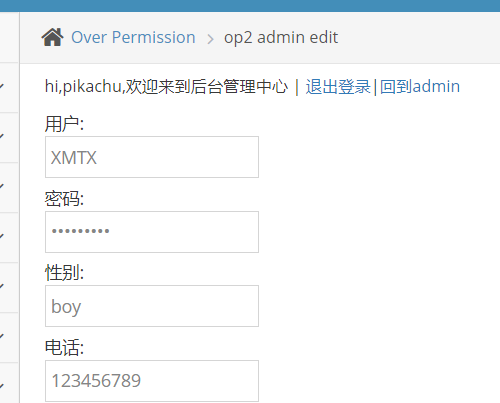 Over Permission > op2 admin edit
hi,pikachu,欢迎来到后台管理中心 | 退出登录|回到admin
用户:
XMTX
密码:
•••••••••
性别:
boy
电话:
123456789